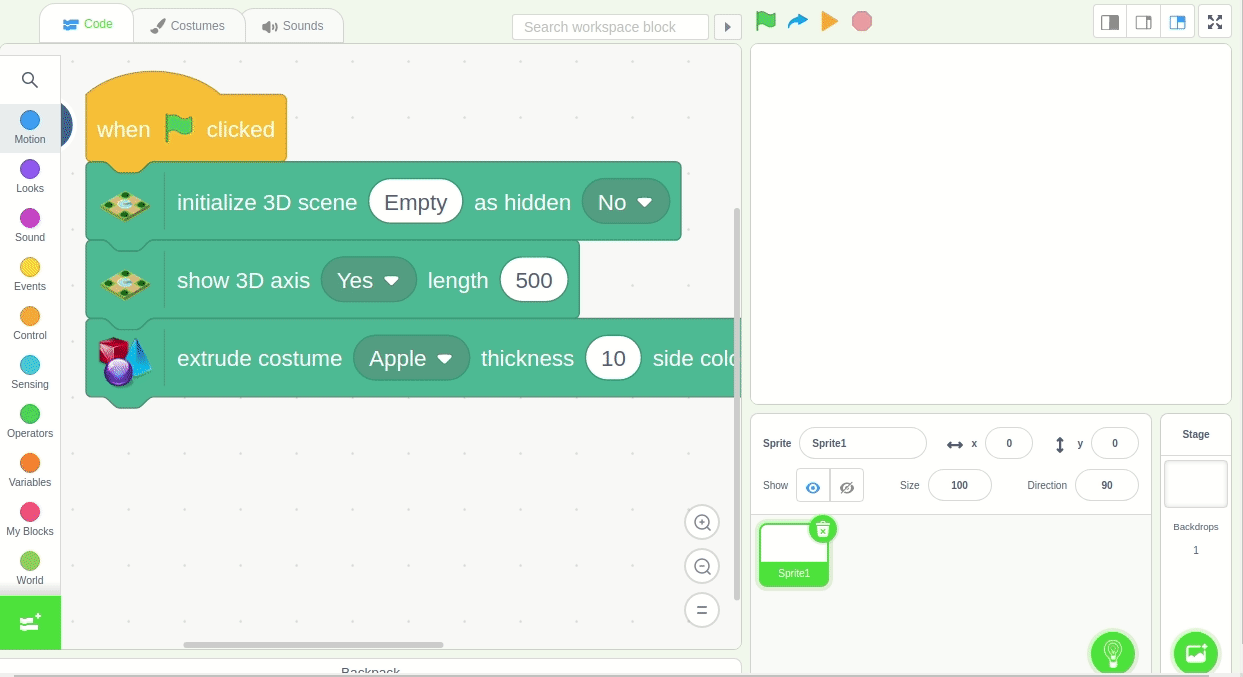 Code
Costumes
Sounds
Search workspace block
Motion
Looks
Sound
Events
Control
Sensing
Operators
Variables
My Blocks
World
when clicked
initialize 3D scene Empty as hidden No
show 3D axis Yes length 500
extrude costume Apple thickness 10 side colo
Backpack
Sprite Sprite1 x 0 y 0
Show Size 100 Direction 90
Sprite1
Stage
Backdrops
1